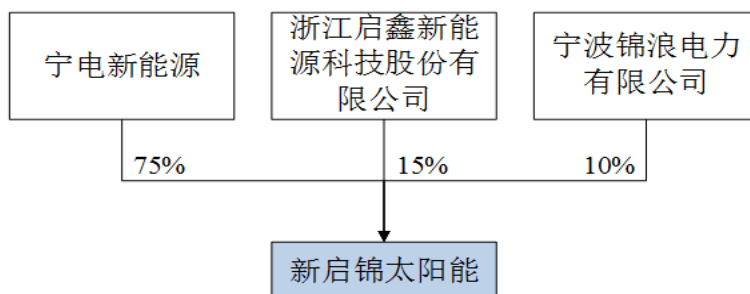 宁电新能源
浙江启鑫新能
源科技股份有
限公司
宁波锦浪电力
有限公司
75%
15%
10%
新启锦太阳能